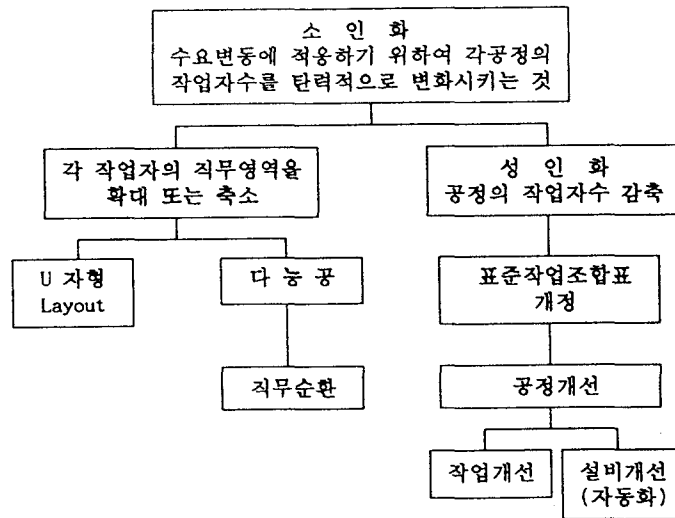 소 인 화
수요변동에 적응하기 위하여 각공정의
작업자수를 탄력적으로 변화시키는 것
각 작업자의 직무영역을
확대 또는 축소
성 인 화
공정의 작업자수 감축
U 자형
Layout
다 능 공
표준작업조합표
개정
직무순환
공정개선
작업개선
설비개선
(자동화)